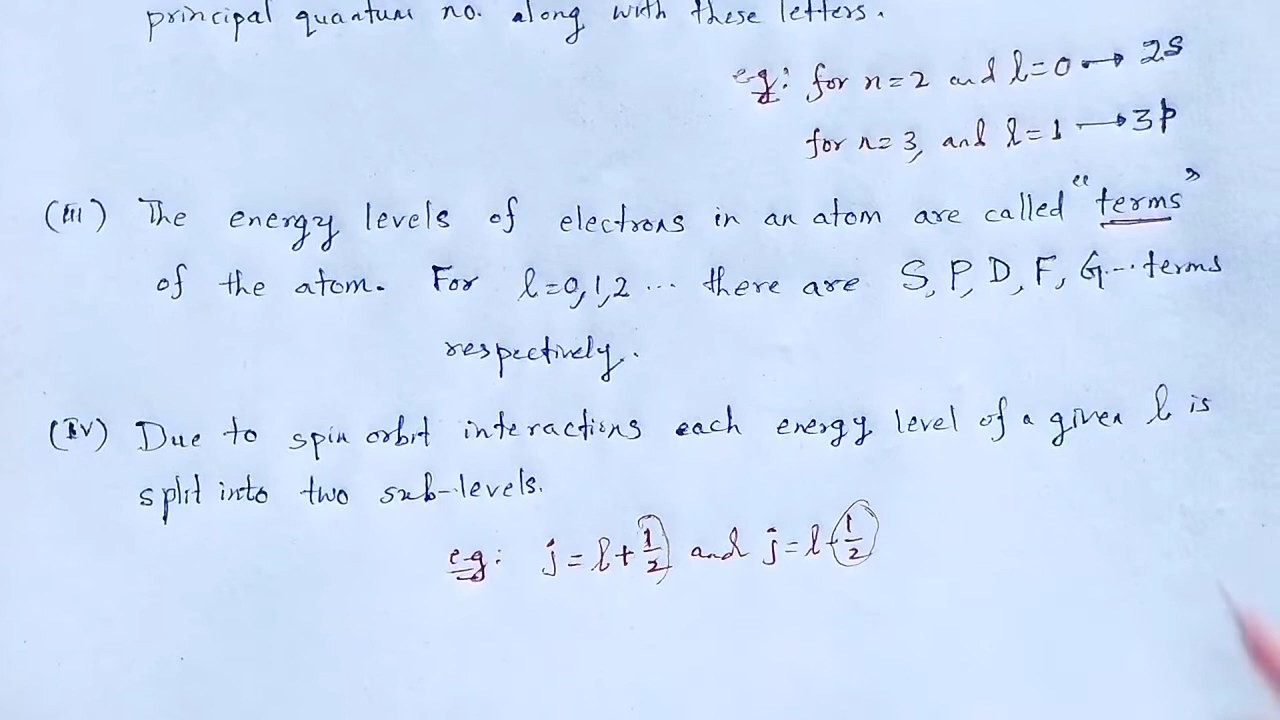 principal quantum no. along with these letters.
e.g: for n=2 and l=0 → 2s
for n=3, and l=1 → 3p
(III) The energy levels of electrons in an atom are called "terms"
of the atom. For l=0,1,2 ... there are S, P, D, F, G... terms
respectively.
(IV) Due to spin orbit interactions each energy level of a given l is
split into two sub-levels.
e.g: j = l + 1/2 and j = l - 1/2